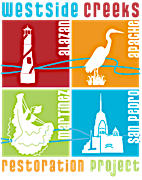 WESTSIDE CREEKS
ALAZAN
APACHE
MARTINEZ
SAN PEDRO
RESTORATION PROJECT